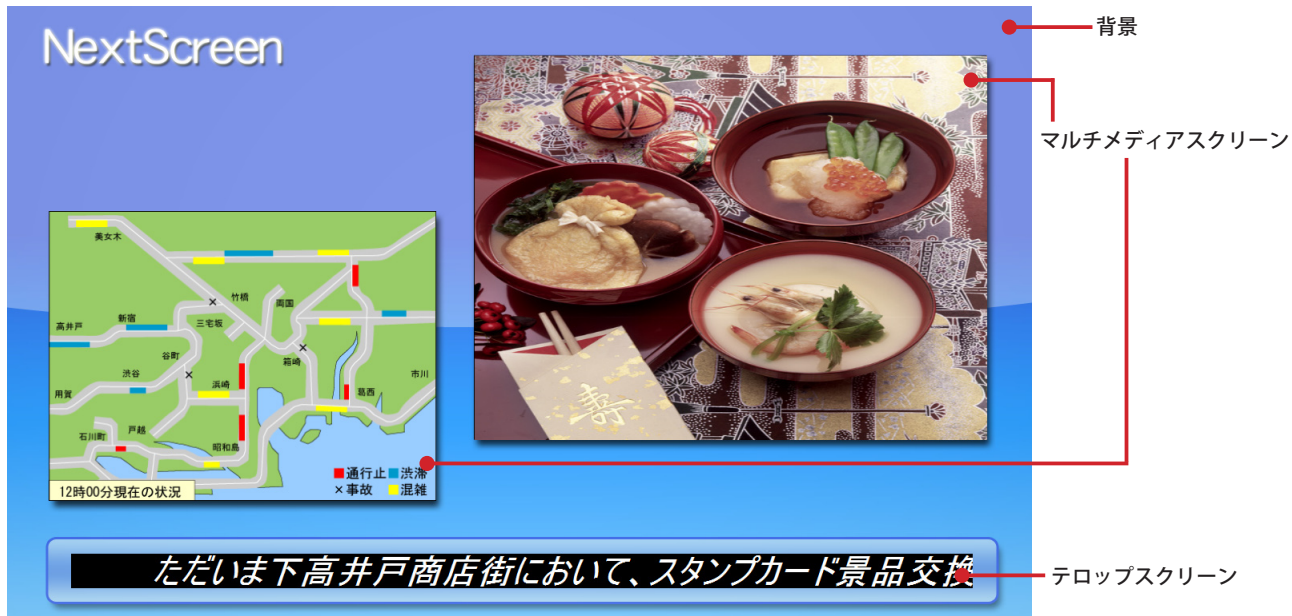 NextScreen
背景
マルチメディアスクリーン
美女木
竹橋
両国
新宿
三宅坂
高井戸
谷町
箱崎
渋谷
浜崎
市川
用賀
葛西
石川町
戸越
昭和島
■通行止■渋滞
×事故 ■混雑
12時00分現在の状況
寿
ただいま下高井戸商店街において、スタンプカード景品交換
テロップスクリーン